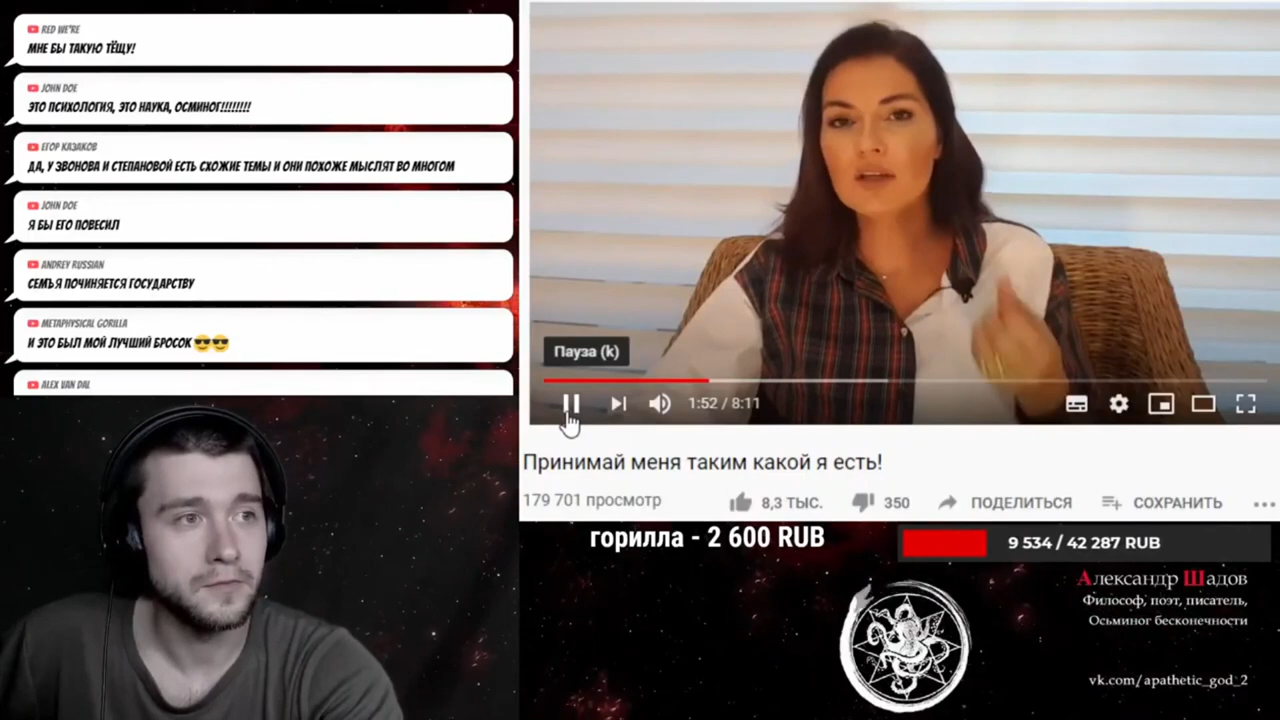 RED WE'RE
МНЕ БЫ ТАКУЮ ТЁЩУ!
JOHN DOE
ЭТО ПСИХОЛОГИЯ, ЭТО НАУКА, ОСМИНОГ!!!!!!!!
ЕГОР КАЗАКОВ
ДА, У ЗВОНОВА И СТЕПАНОВОЙ ЕСТЬ СХОЖИЕ ТЕМЫ И ОНИ ПОХОЖЕ МЫСЛЯТ ВО МНОГОМ
JOHN DOE
Я БЫ ЕГО ПОВЕСИЛ
ANDREY RUSSIAN
СЕМЪЯ ПОЧИНЯЕТСЯ ГОСУДАРСТВУ
METAPHYSICAL GORILLA
И ЭТО БЫЛ МОЙ ЛУЧШИЙ БРОСОК 😎😎
ALEX VAN DAL
Пауза (k)
1:52 / 8:11
Принимай меня таким какой я есть!
179 701 просмотр
8,3 ТЫС.
350
ПОДЕЛИТЬСЯ
СОХРАНИТЬ
горилла - 2 600 RUB
9 534 / 42 287 RUB
Александр Шадов
Философ, поэт, писатель,
Осьминог бесконечности
vk.com/apathetic_god_2